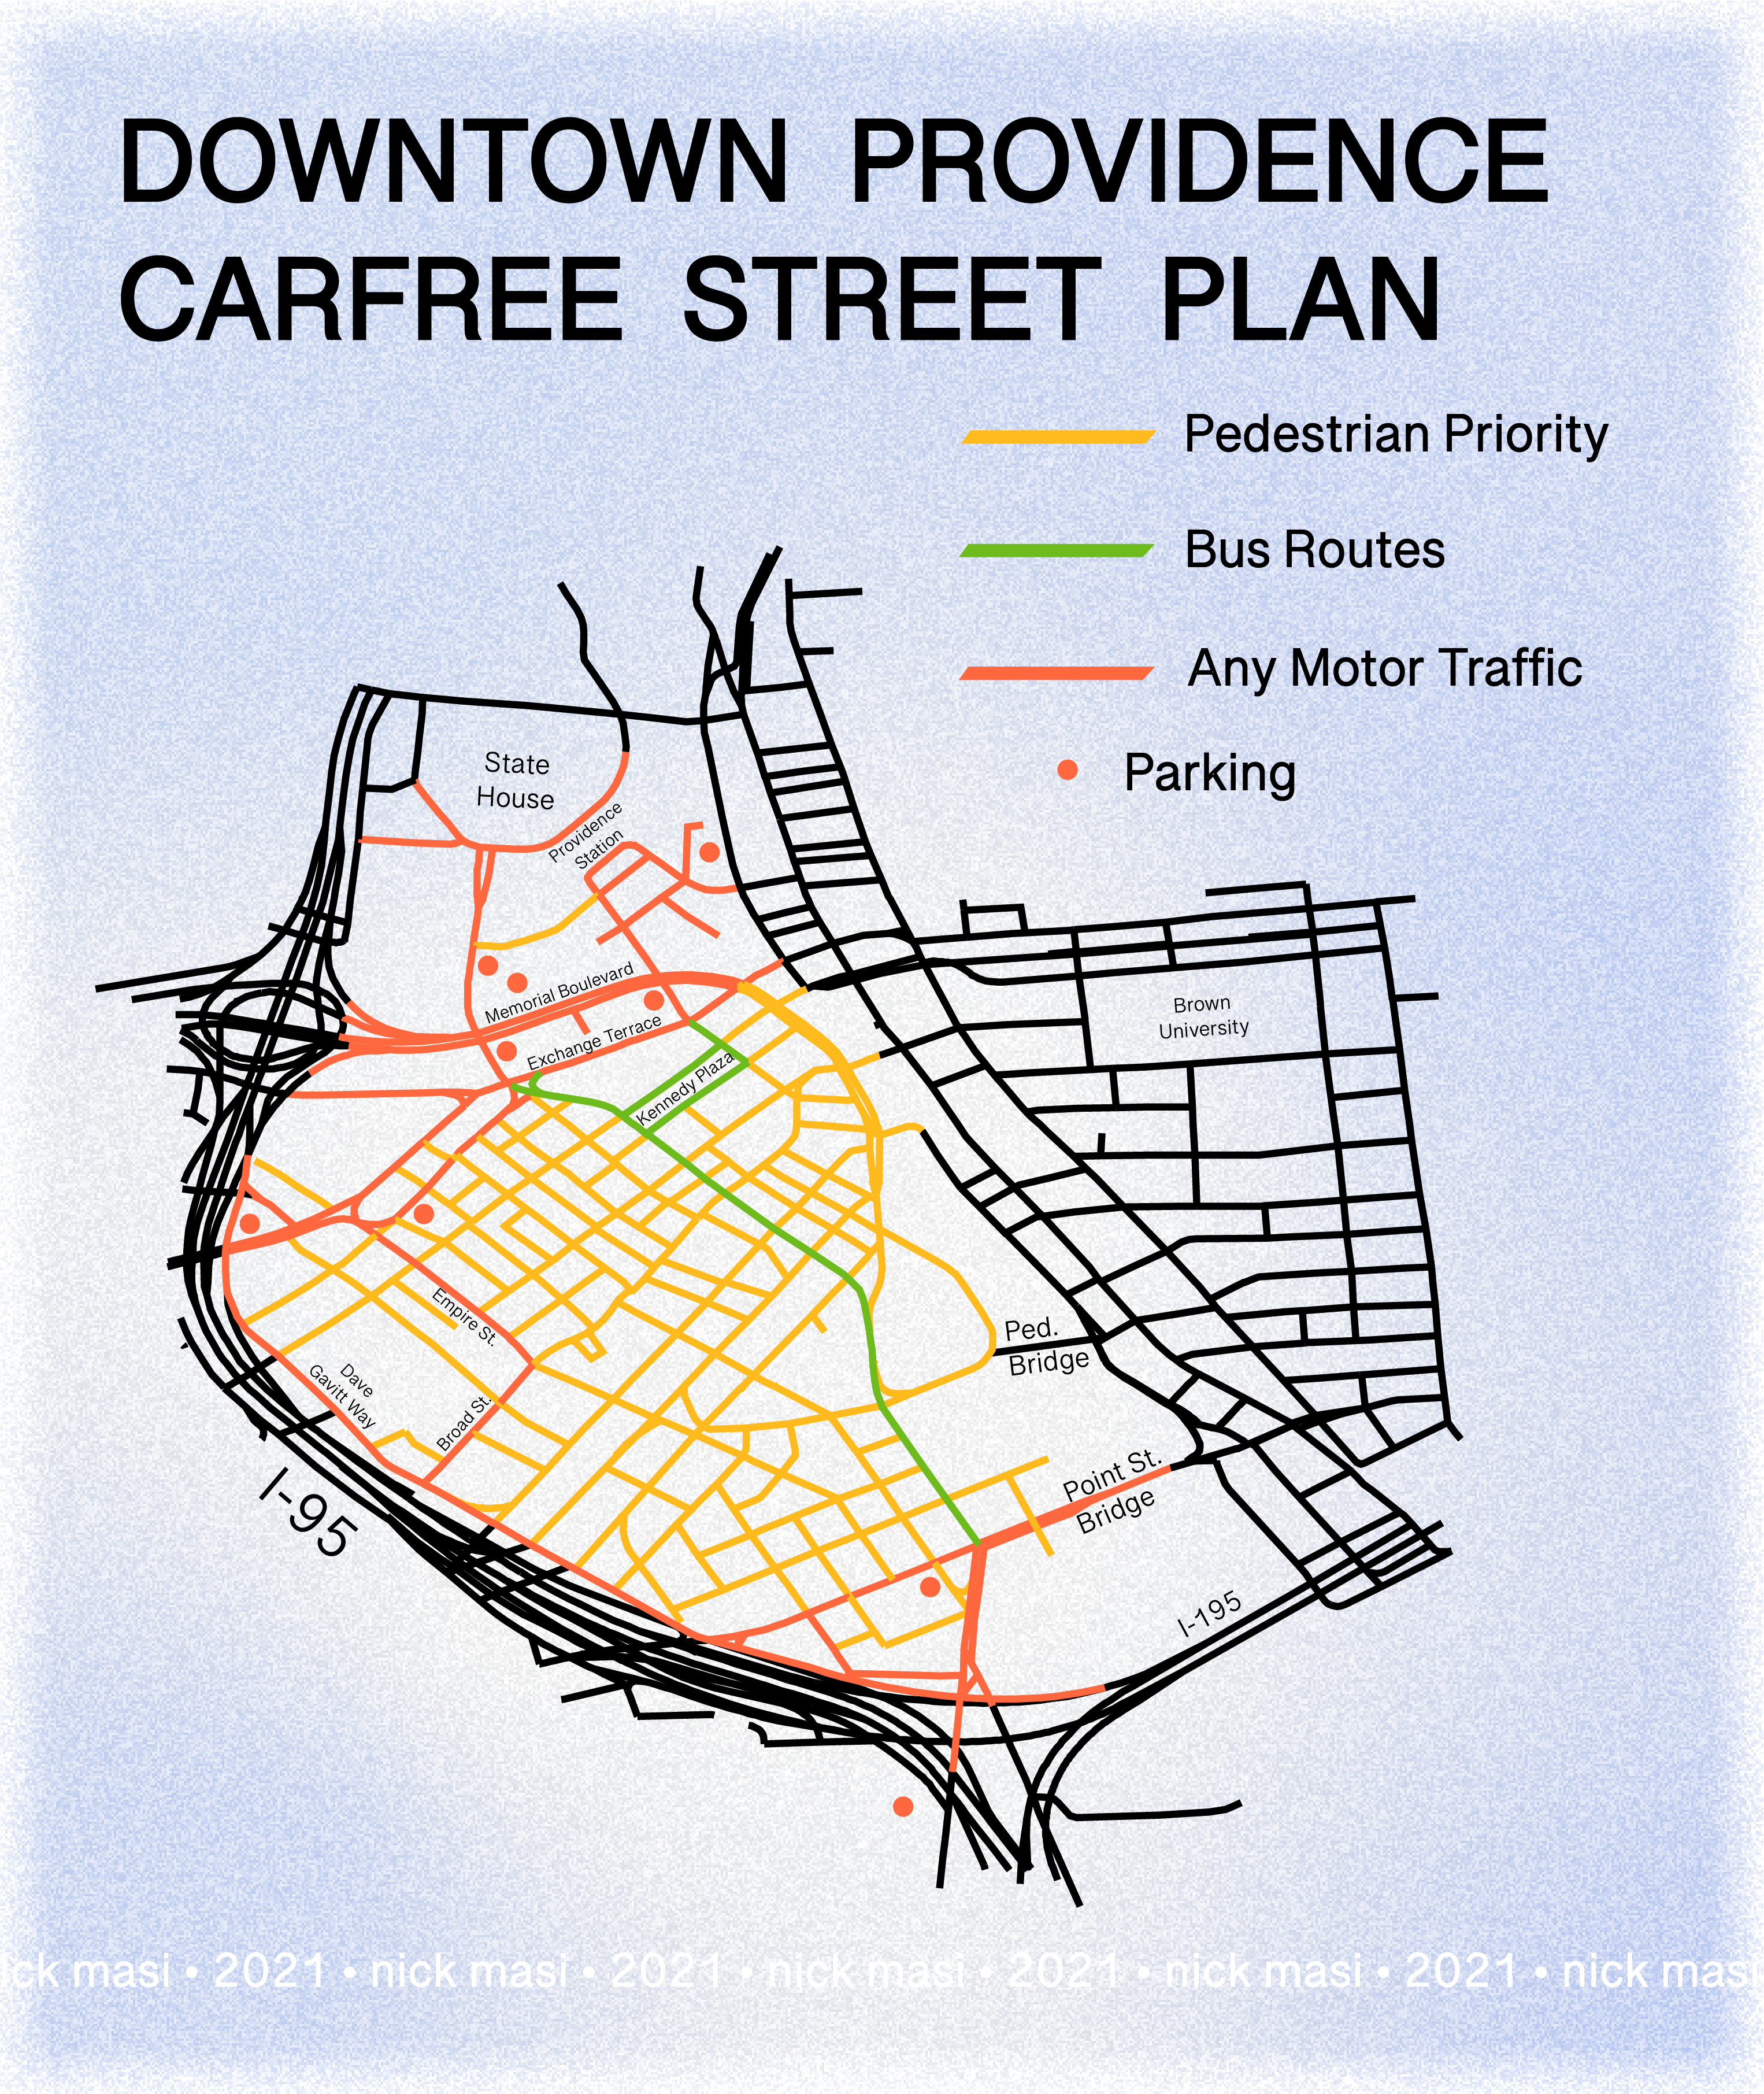 DOWNTOWN PROVIDENCE
CARFREE STREET PLAN
Pedestrian Priority
Bus Routes
Any Motor Traffic
Parking
State
House
Providence
Station
Memorial Boulevard
Exchange Terrace
Kennedy Plaza
Brown
University
Empire St.
Dave
Gavitt Way
Broad St.
Ped.
Bridge
Point St.
Bridge
I-95
I-195
ck masi • 2021 • nick masi • 2021 • nick masi • 2021 • nick masi • 2021 • nick masi